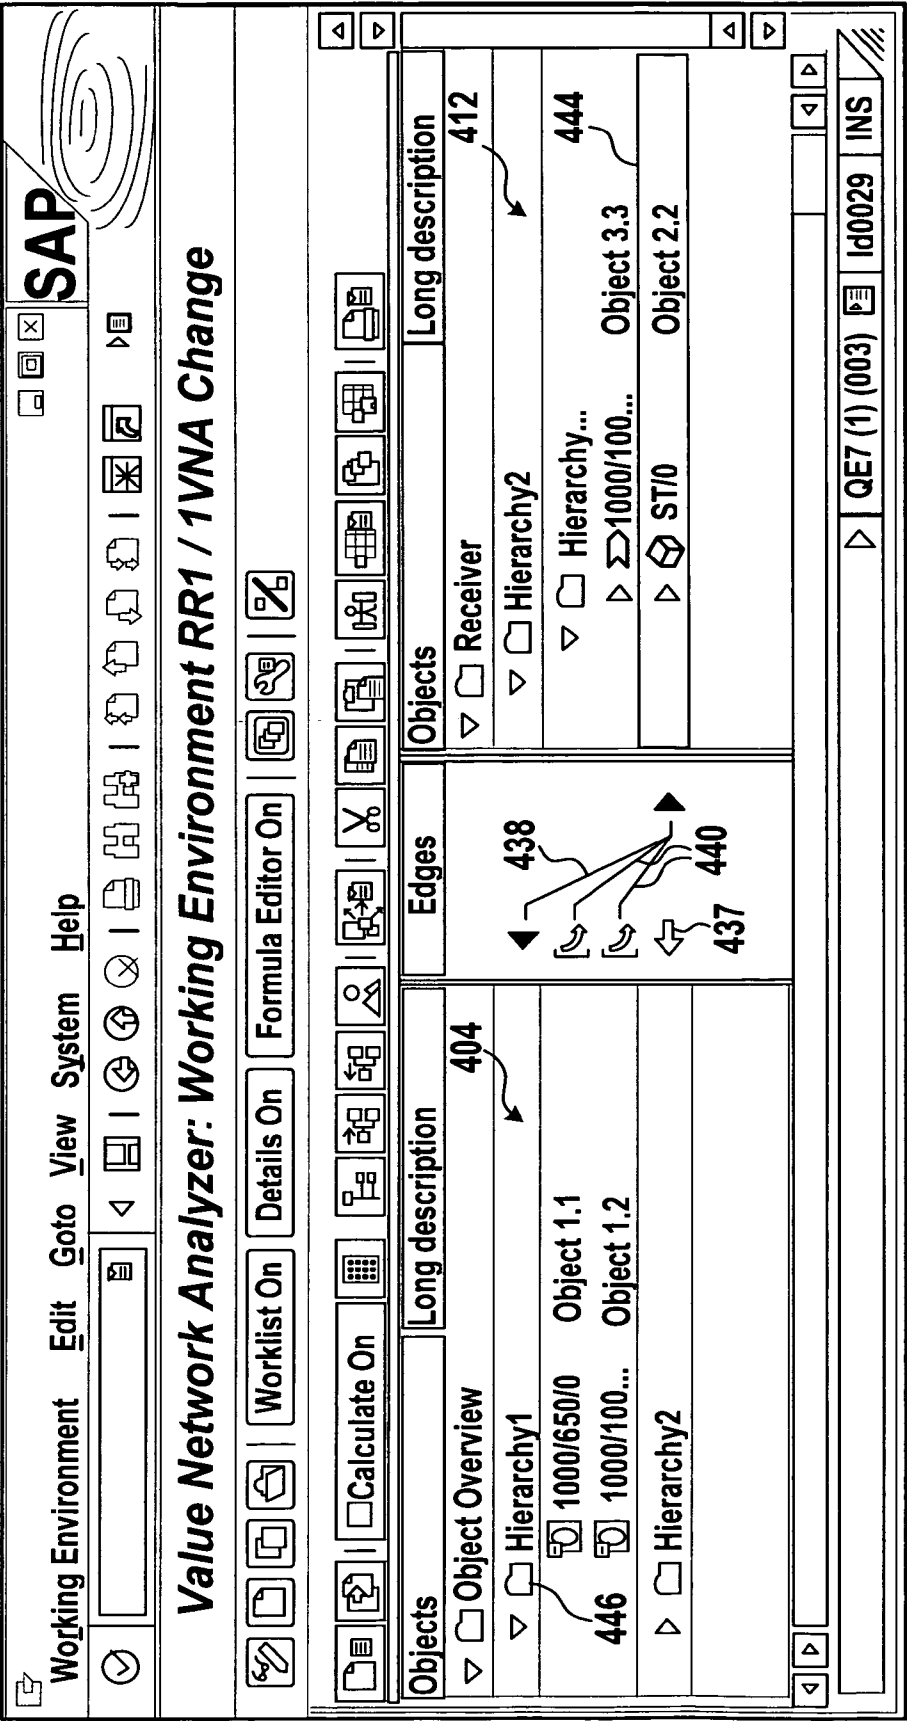 Working Environment Edit Goto View System Help
SAP
Value Network Analyzer: Working Environment RR1 / 1VNA Change
Worklist On Details On Formula Editor On
Calculate On
Objects Long description Edges Objects Long description
Object Overview 404 Receiver 412
Hierarchy1 438 Hierarchy2
1000/650/0 Object 1.1 Hierarchy...
446 1000/100... Object 1.2 1000/100... Object 3.3 444
Hierarchy2 ST/0 Object 2.2
440
437
QE7 (1) (003) ld0029 INS